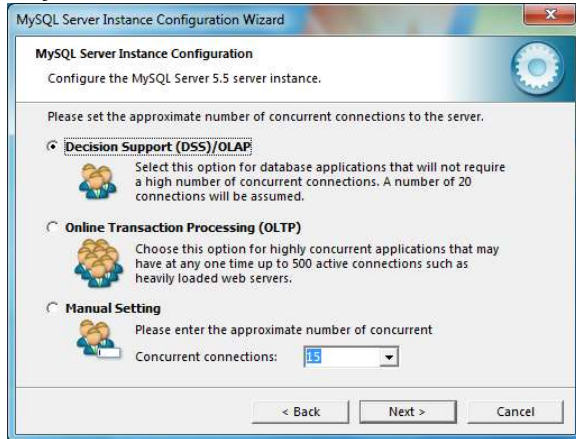 MySQL Server Instance Configuration Wizard
MySQL Server Instance Configuration
Configure the MySQL Server 5.5 server instance.
Please set the approximate number of concurrent connections to the server.
Decision Support (DSS)/OLAP
Select this option for database applications that will not require
a high number of concurrent connections. A number of 20
connections will be assumed.
Online Transaction Processing (OLTP)
Choose this option for highly concurrent applications that may
have at any one time up to 500 active connections such as
heavily loaded web servers.
Manual Setting
Please enter the approximate number of concurrent
Concurrent connections: 15
< Back Next > Cancel